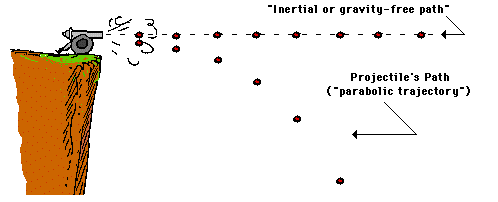 "Inertial or gravity-free path"
Projectile's Path
("parabolic trajectory")